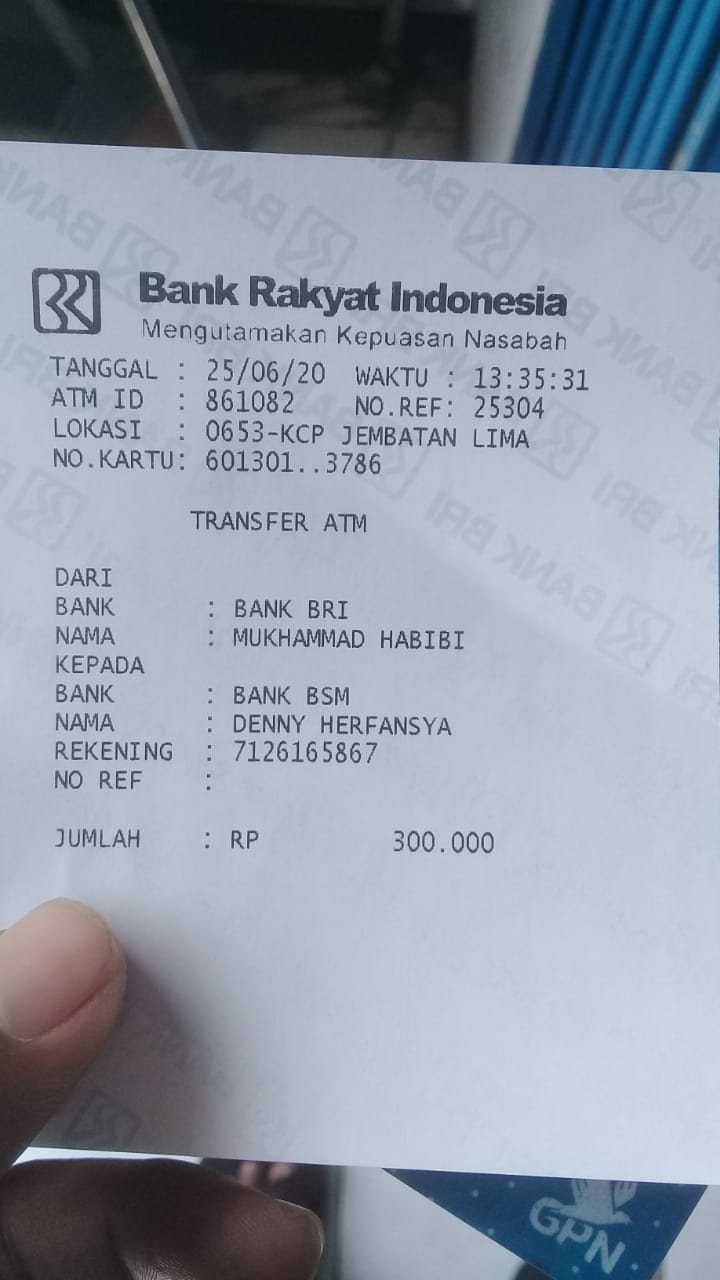 Bank Rakyat Indonesia
Mengutamakan Kepuasan Nasabah
TANGGAL : 25/06/20 WAKTU : 13:35:31
ATM ID : 861082 NO.REF: 25304
LOKASI : 0653-KCP JEMBATAN LIMA
NO.KARTU: 601301..3786
TRANSFER ATM
DARI
BANK : BANK BRI
NAMA : MUKHAMMAD HABIBI
KEPADA
BANK : BANK BSM
NAMA : DENNY HERFANSYA
REKENING : 7126165867
NO REF :
JUMLAH : RP 300.000
GPN